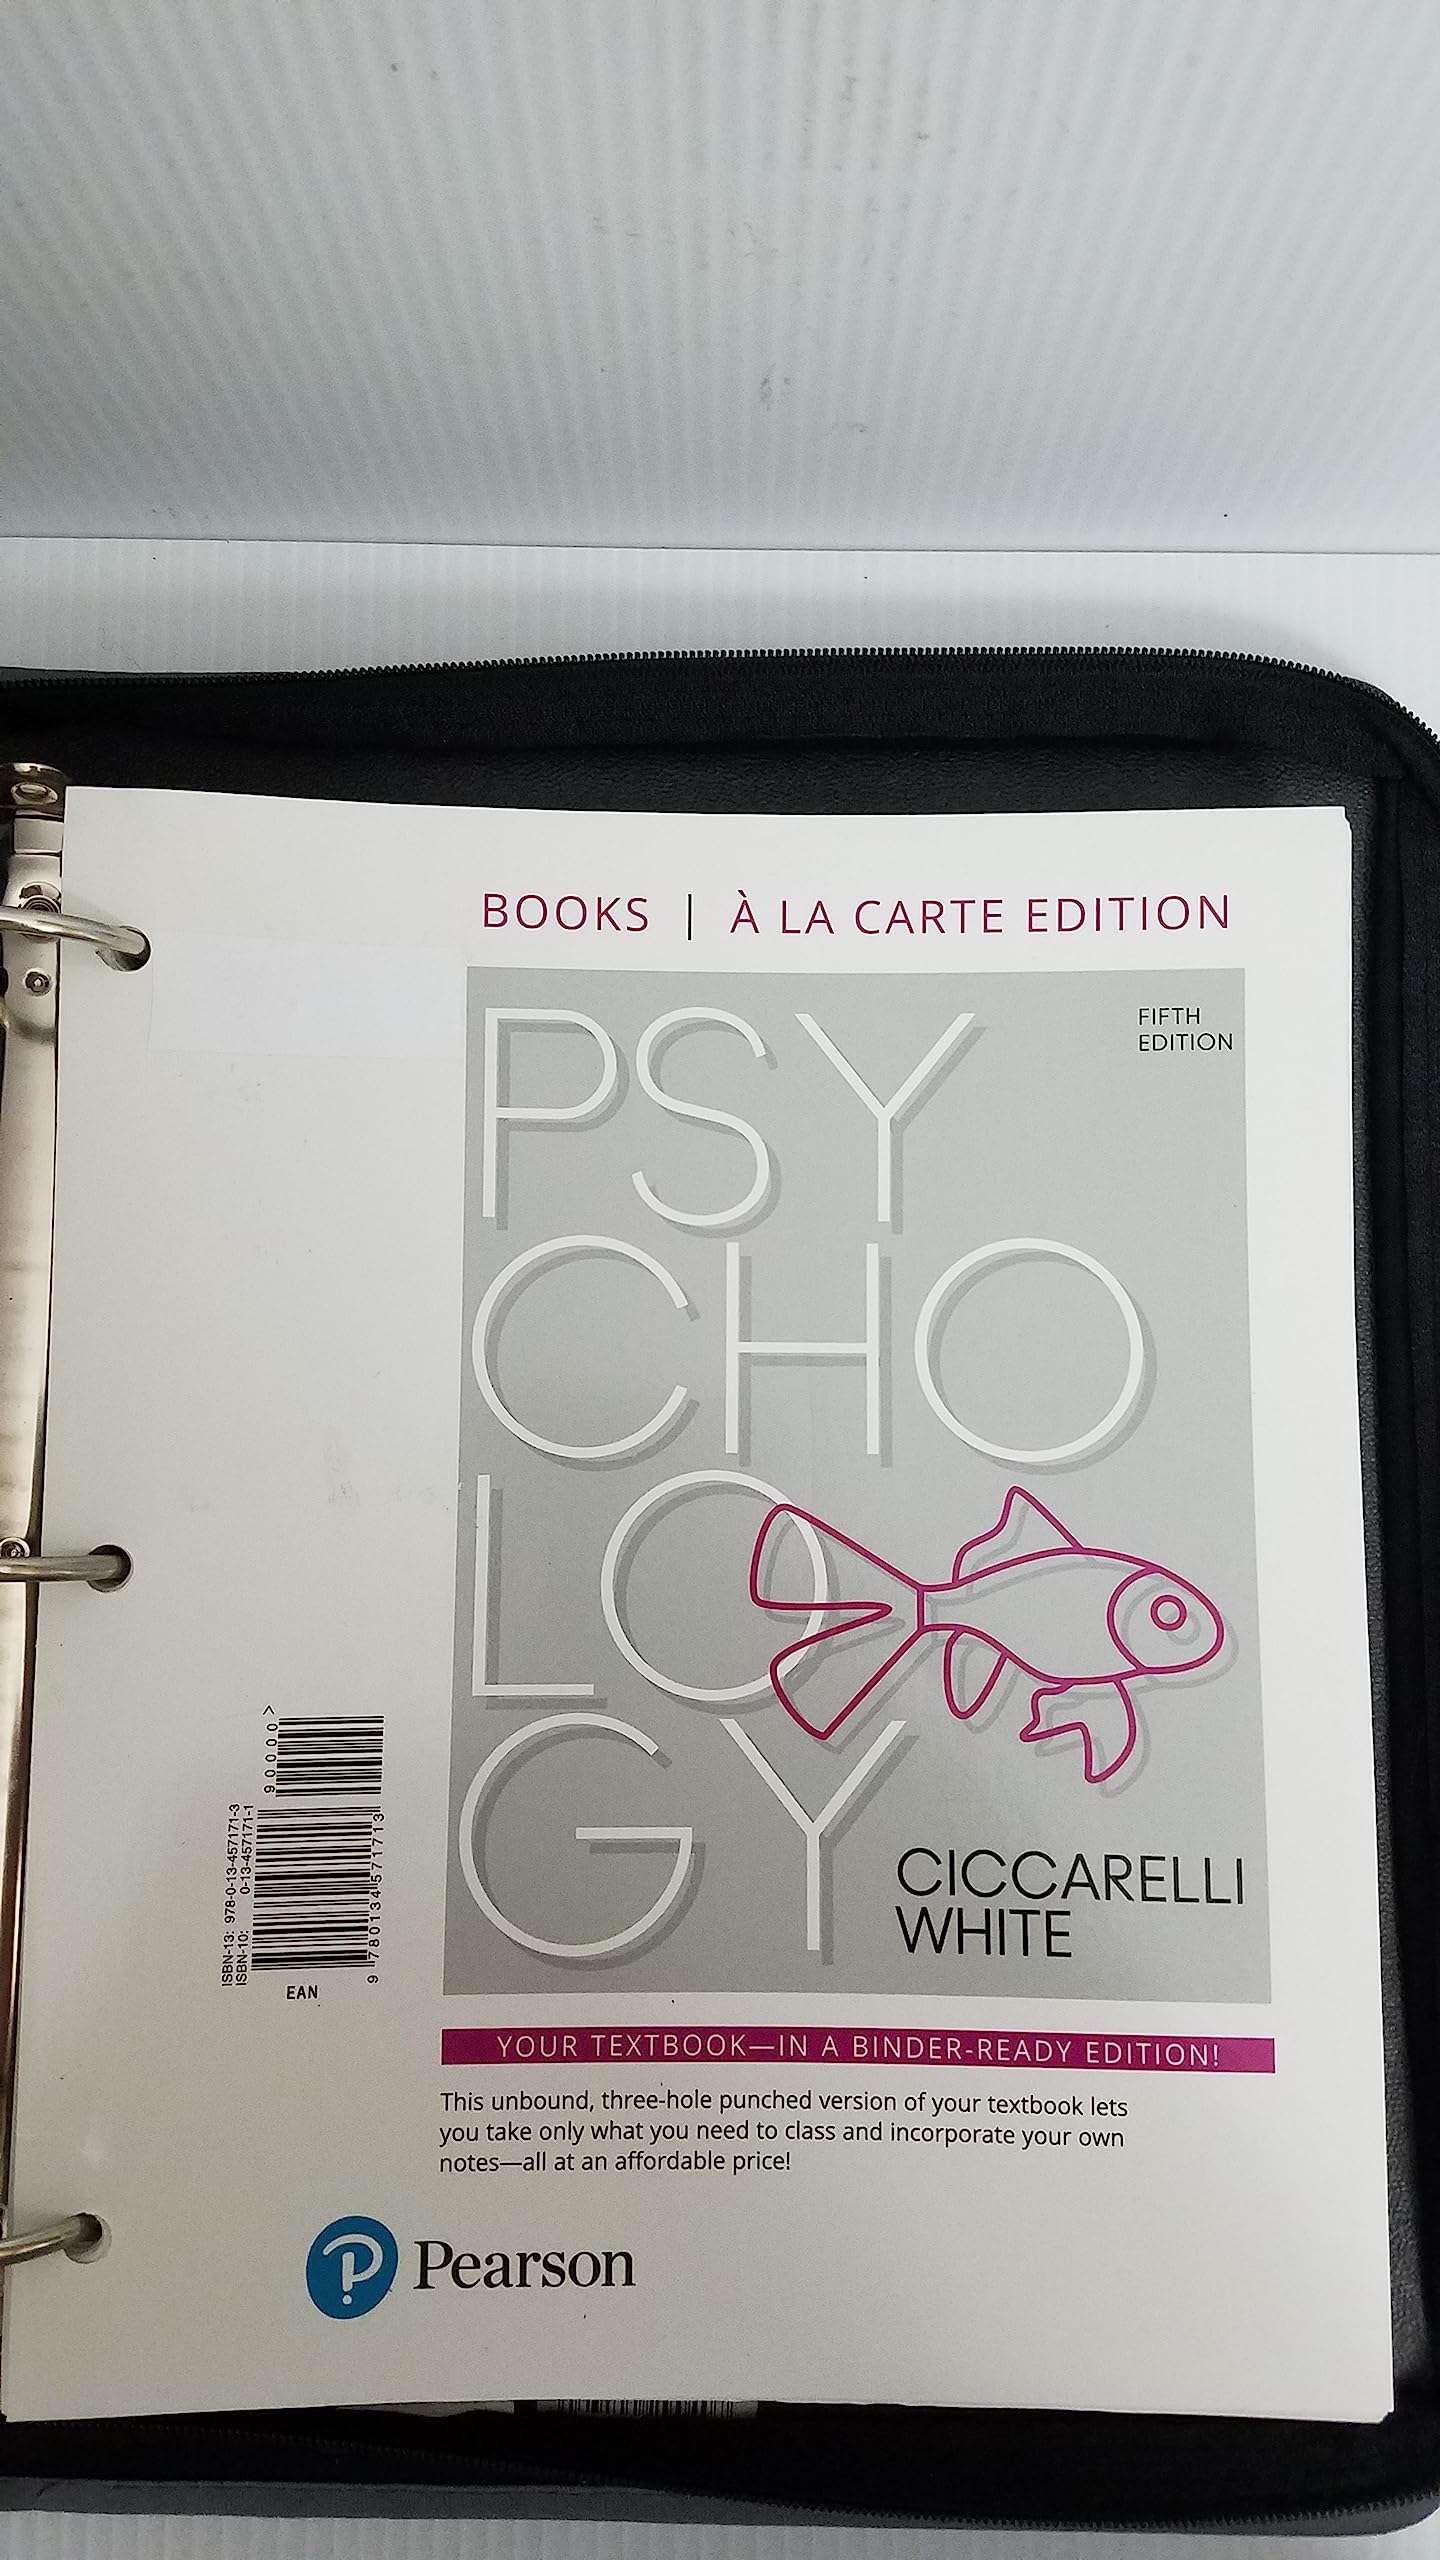 BOOKS | À LA CARTE EDITION
FIFTH
EDITION
PSY
CHO
LO
GY
CICCARELLI
WHITE
90000>
ISBN-13: 978-0-13-457171-3
ISBN-10: 0-13-457171-1
9 780134 571713
EAN
YOUR TEXTBOOK—IN A BINDER-READY EDITION!
This unbound, three-hole punched version of your textbook lets
you take only what you need to class and incorporate your own
notes—all at an affordable price!
Pearson